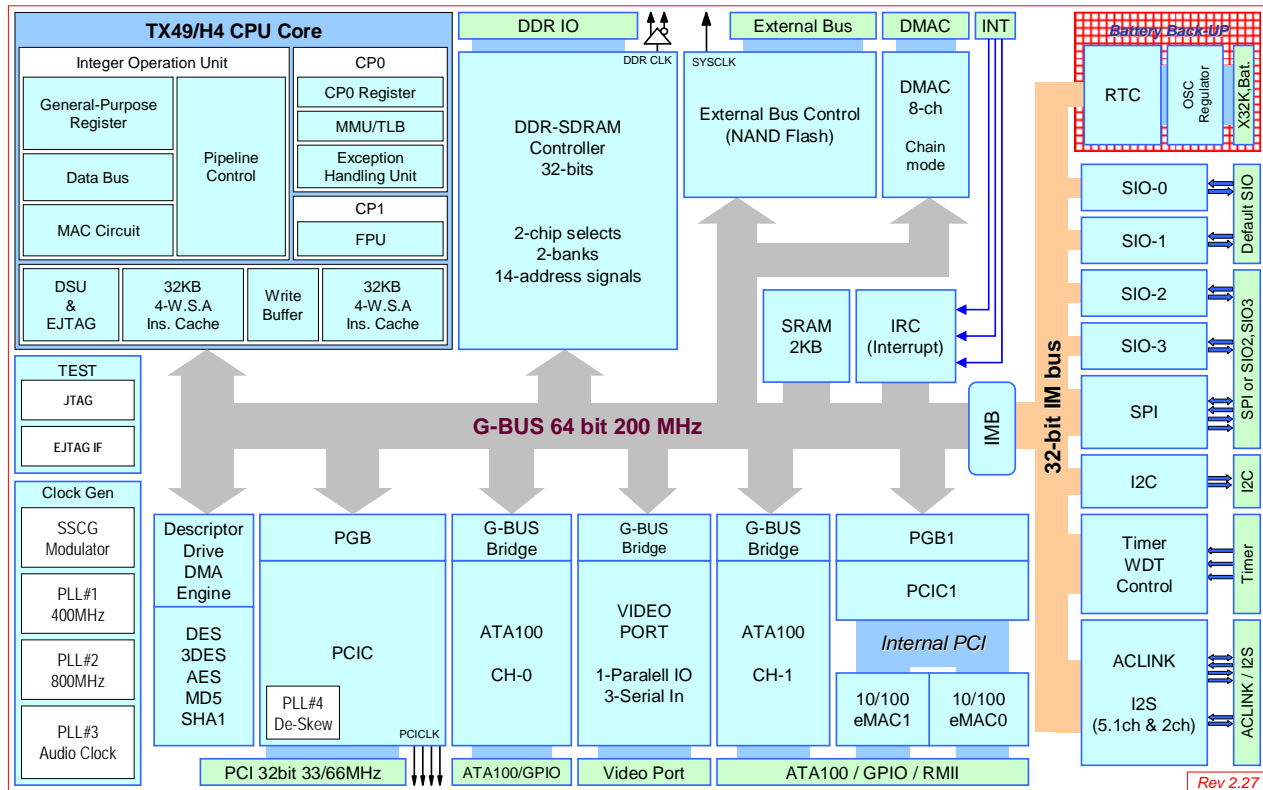 TX49/H4 CPU Core
Integer Operation Unit
General-Purpose
Register
Data Bus
MAC Circuit
Pipeline
Control
CP0
CP0 Register
MMU/TLB
Exception
Handling Unit
CP1
FPU
DSU
&
EJTAG
32KB
4-W.S.A
Ins. Cache
Write
Buffer
32KB
4-W.S.A
Ins. Cache
DDR IO
DDR CLK
DDR-SDRAM
Controller
32-bits
2-chip selects
2-banks
14-address signals
External Bus
SYSCLK
External Bus Control
(NAND Flash)
DMAC
DMAC
8-ch
Chain
mode
INT
SRAM
2KB
IRC
(Interrupt)
Battery Back-UP
RTC
OSC
Regulator
X32K,Bat.
SIO-0
SIO-1
Default SIO
SIO-2
SIO-3
SPI
SPI or SIO2,SIO3
I2C
I2C
Timer
WDT
Control
Timer
ACLINK
I2S
(5.1ch & 2ch)
ACLINK / I2S
32-bit IM bus
IMB
G-BUS 64 bit 200 MHz
TEST
JTAG
EJTAG IF
Clock Gen
SSCG
Modulator
PLL#1
400MHz
PLL#2
800MHz
PLL#3
Audio Clock
Descriptor
Drive
DMA
Engine
DES
3DES
AES
MD5
SHA1
PGB
PCIC
PLL#4
De-Skew
PCICLK
PCI 32bit 33/66MHz
G-BUS
Bridge
ATA100
CH-0
ATA100/GPIO
G-BUS
Bridge
VIDEO
PORT
1-Paralell IO
3-Serial In
Video Port
G-BUS
Bridge
ATA100
CH-1
PGB1
PCIC1
Internal PCI
10/100
eMAC1
10/100
eMAC0
ATA100 / GPIO / RMII
Rev 2.27